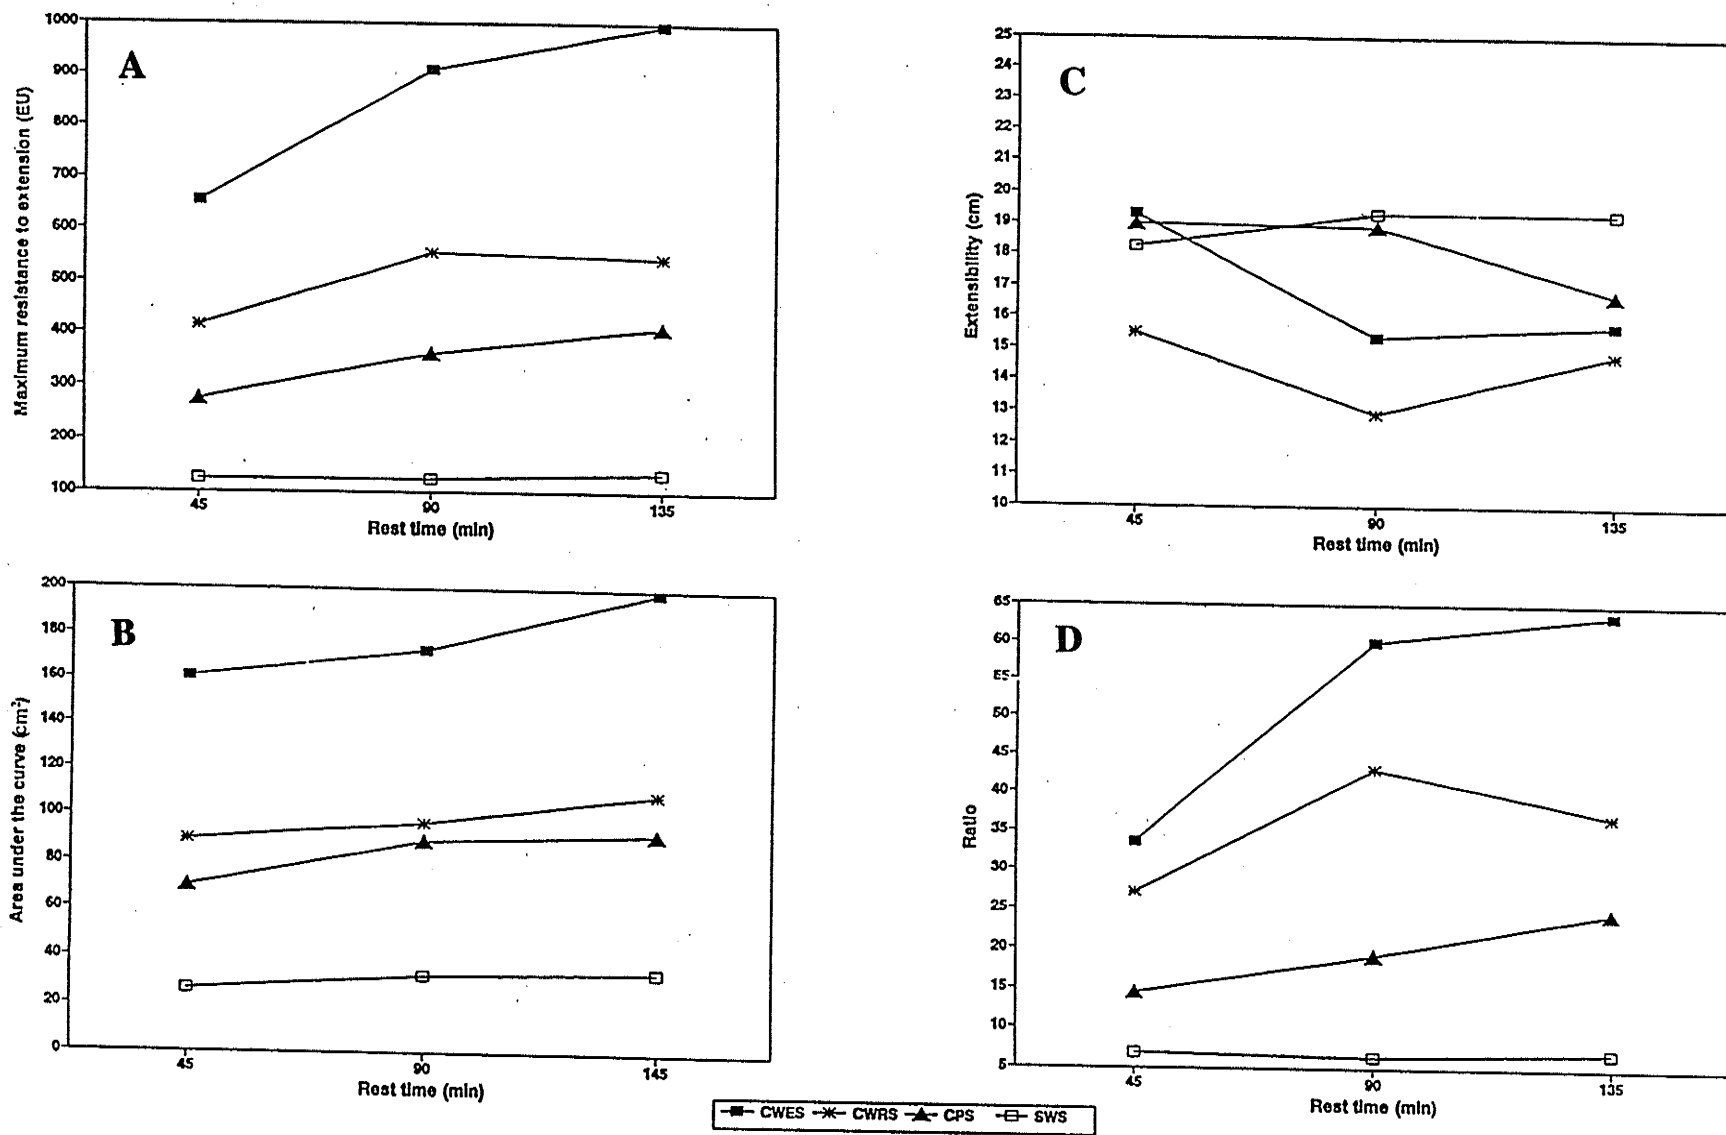 A
Maximum resistance to extension (EU)
1000
900
800
700
600
500
400
300
200
100
45 90 135
Rest time (min)
C
Extensibility (cm)
25
24
23
22
21
20
19
18
17
16
15
14
13
12
11
10
45 90 135
Rest time (min)
B
Area under the curve (cm²)
200
180
160
140
120
100
80
60
40
20
0
45 90 145
Rest time (min)
D
Ratio
65
60
55
50
45
40
35
30
25
20
15
10
5
45 90 135
Rest time (min)
CWES CWRS CPS SWS